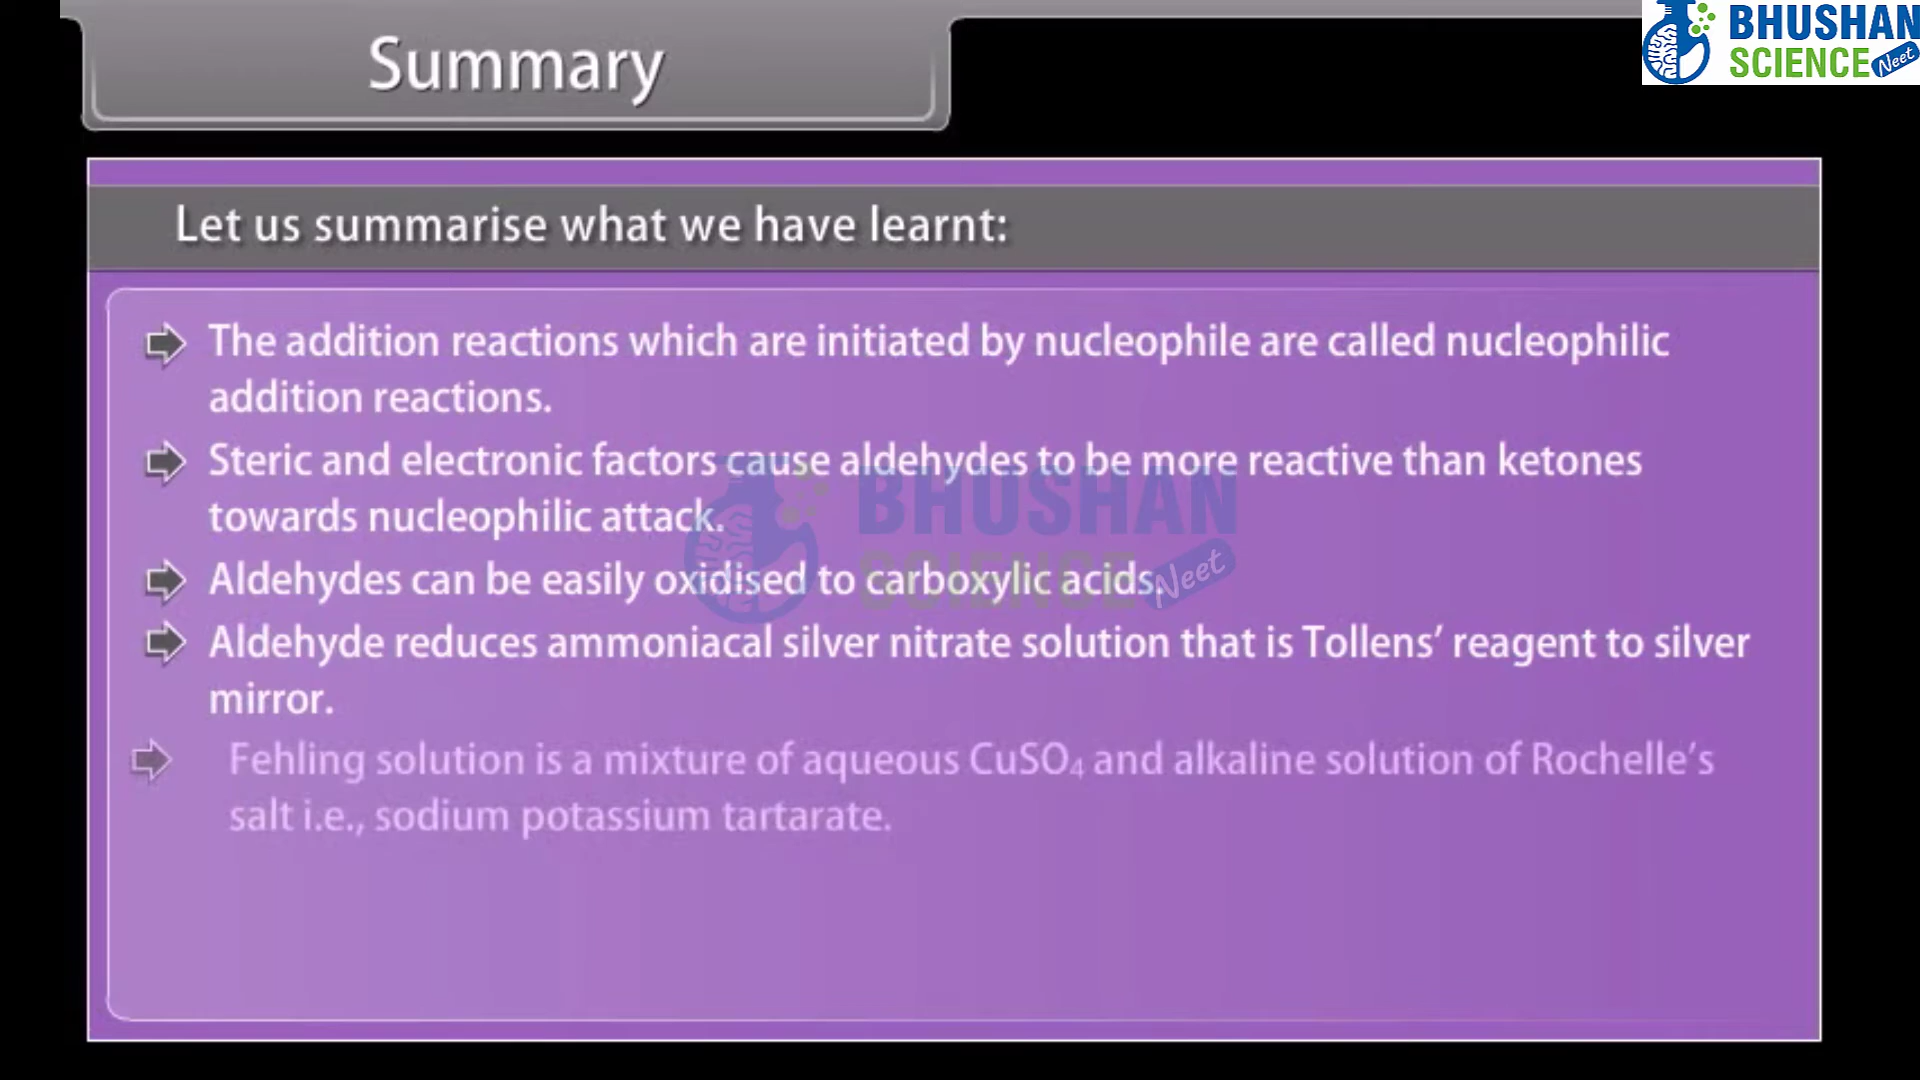 Summary
BHUSHAN
SCIENCE Neet
Let us summarise what we have learnt:
The addition reactions which are initiated by nucleophile are called nucleophilic
addition reactions.
Steric and electronic factors cause aldehydes to be more reactive than ketones
towards nucleophilic attack.
BHUSHAN
SCIENCE Neet
Aldehydes can be easily oxidised to carboxylic acids.
Aldehyde reduces ammoniacal silver nitrate solution that is Tollens’ reagent to silver
mirror.
Fehling solution is a mixture of aqueous CuSO₄ and alkaline solution of Rochelle’s
salt i.e., sodium potassium tartarate.